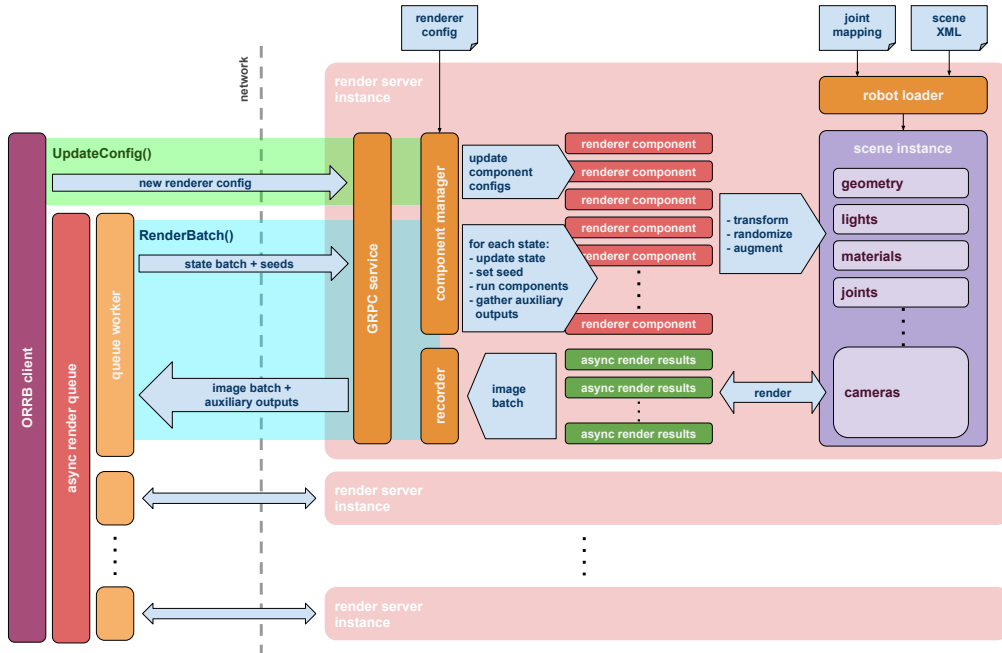 renderer
config
joint
mapping
scene
XML
network
render server
instance
robot loader
UpdateConfig()
new renderer config
update
component
configs
renderer component
renderer component
renderer component
renderer component
renderer component
renderer component
scene instance
geometry
lights
materials
joints
cameras
- transform
- randomize
- augment
RenderBatch()
state batch + seeds
for each state:
- update state
- set seed
- run components
- gather auxiliary
outputs
component manager
GRPC service
queue worker
async render queue
ORRB client
image batch +
auxiliary outputs
recorder
image
batch
async render results
async render results
async render results
render
render server
instance
render server
instance